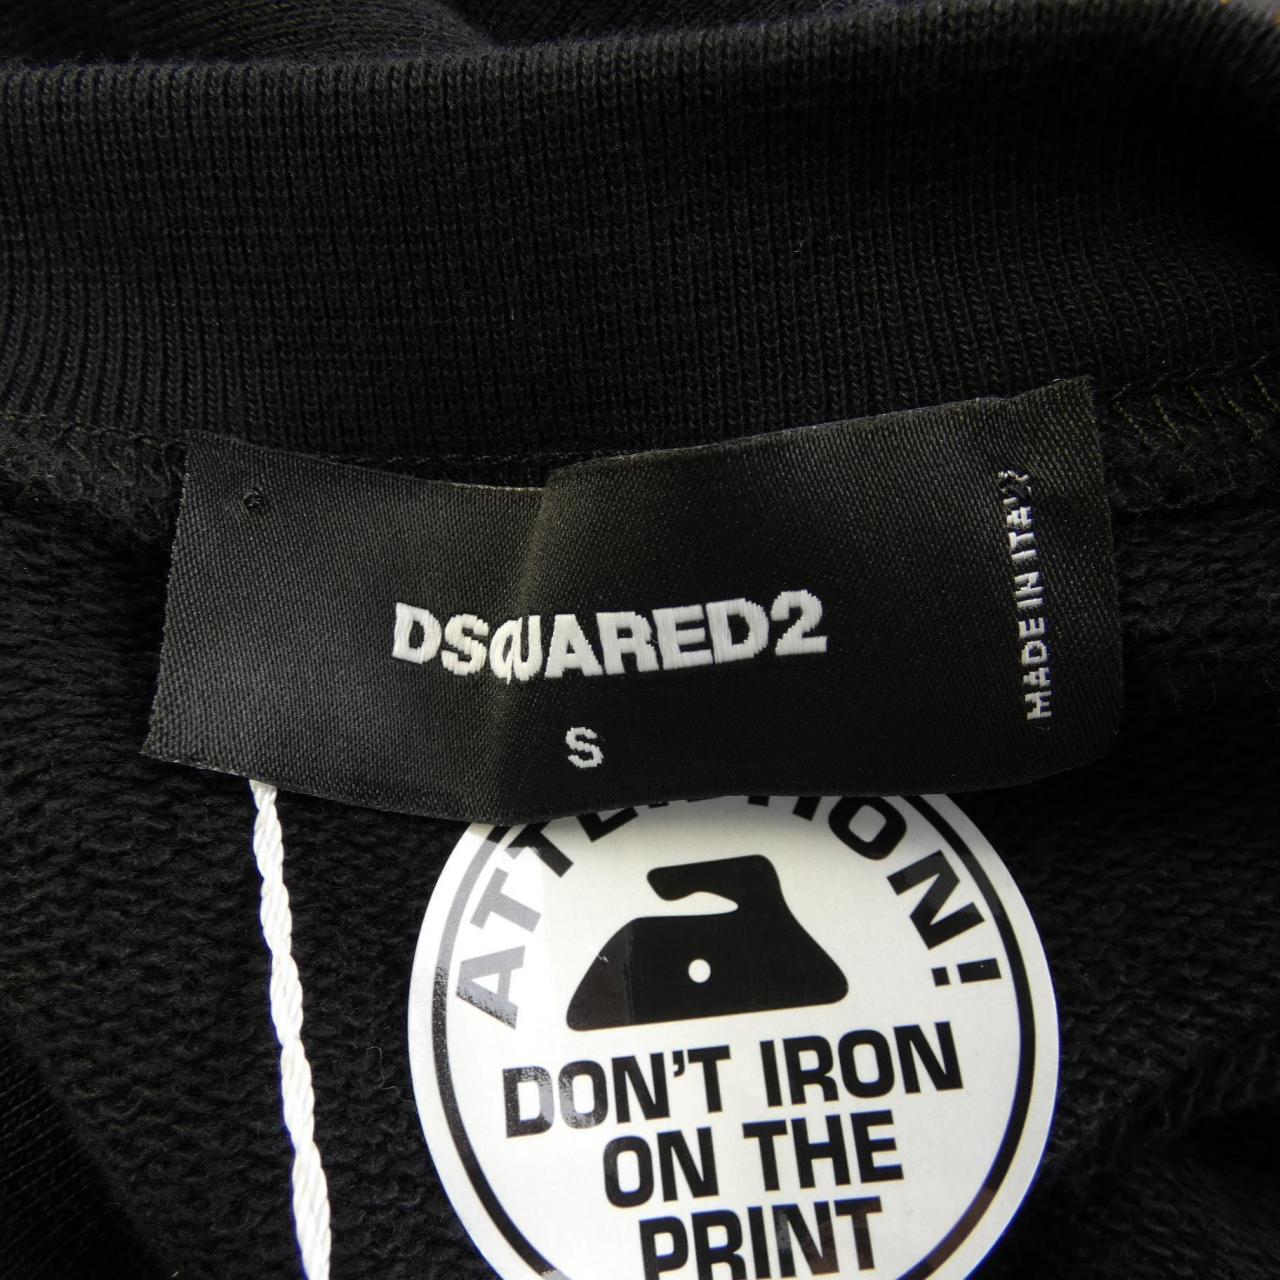 DSQUARED2
S
MADE IN ITALY
ATTENTION!
DON'T IRON
ON THE
PRINT